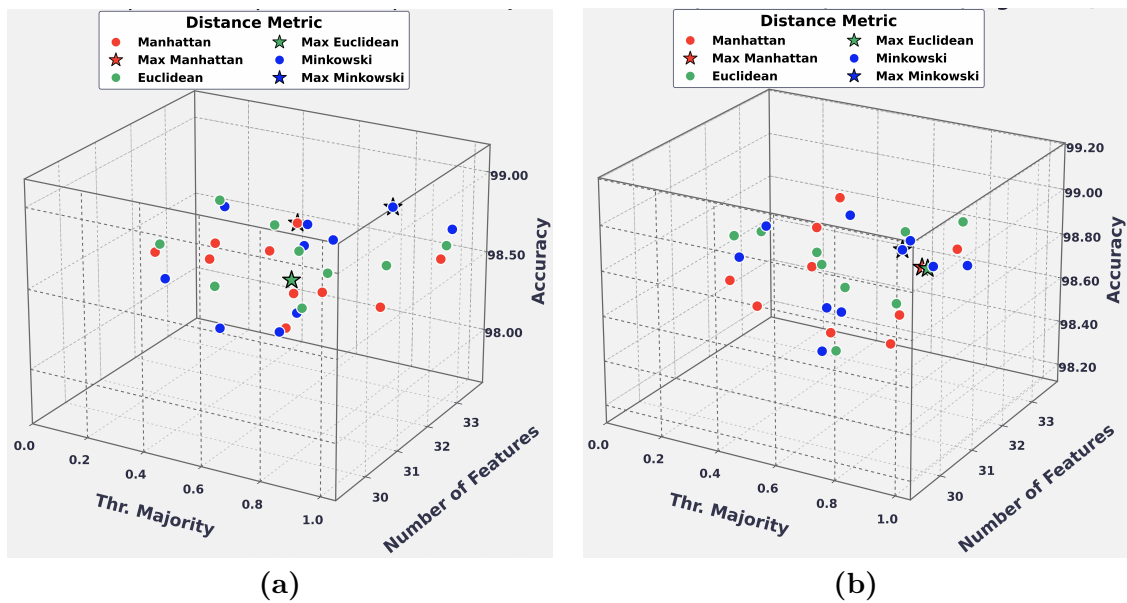 Distance Metric
Manhattan Max Euclidean
Max Manhattan Minkowski
Euclidean Max Minkowski
99.00
98.50
98.00
Accuracy
33
32
31
30
Number of Features
0.0
0.2
0.4
0.6
0.8
1.0
Thr. Majority
(a)
Distance Metric
Manhattan Max Euclidean
Max Manhattan Minkowski
Euclidean Max Minkowski
99.20
99.00
98.80
98.60
98.40
98.20
Accuracy
33
32
31
30
Number of Features
0.0
0.2
0.4
0.6
0.8
1.0
Thr. Majority
(b)